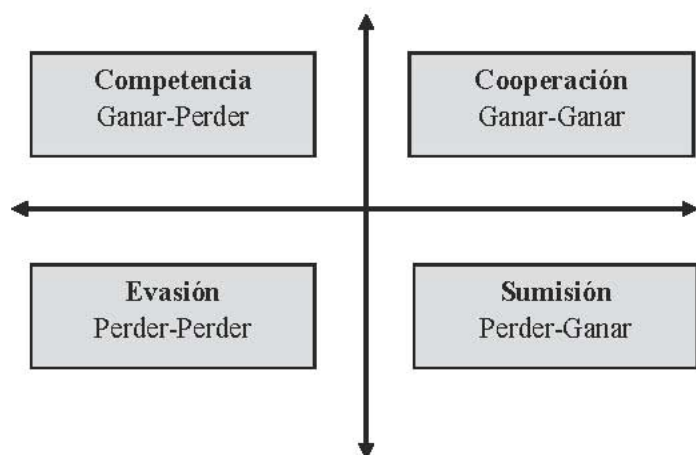 Competencia
Ganar-Perder
Cooperación
Ganar-Ganar
Evasión
Perder-Perder
Sumisión
Perder-Ganar